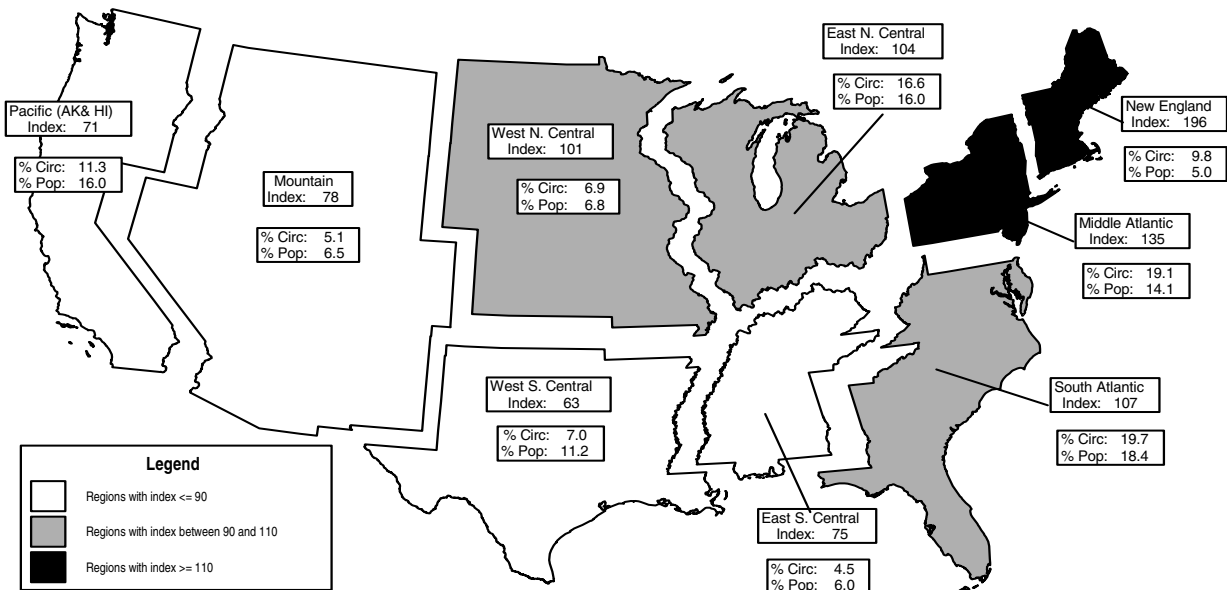 East N. Central
Index: 104
% Circ: 16.6
% Pop: 16.0
Pacific (AK& HI)
Index: 71
% Circ: 11.3
% Pop: 16.0
Mountain
Index: 78
% Circ: 5.1
% Pop: 6.5
West N. Central
Index: 101
% Circ: 6.9
% Pop: 6.8
New England
Index: 196
% Circ: 9.8
% Pop: 5.0
Middle Atlantic
Index: 135
% Circ: 19.1
% Pop: 14.1
West S. Central
Index: 63
% Circ: 7.0
% Pop: 11.2
South Atlantic
Index: 107
% Circ: 19.7
% Pop: 18.4
East S. Central
Index: 75
% Circ: 4.5
% Pop: 6.0
Legend
Regions with index <= 90
Regions with index between 90 and 110
Regions with index >= 110